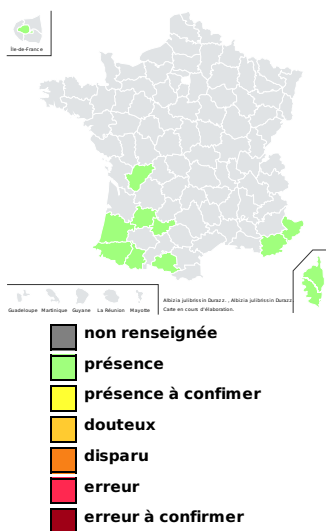 Île-de-France
Guadeloupe Martinique Guyane La Réunion Mayotte
Albizia julibrissin Durazz. , Albizia julibrissin Durazz.
Carte en cours d'élaboration.
non renseignée
présence
présence à confimer
douteux
disparu
erreur
erreur à confirmer